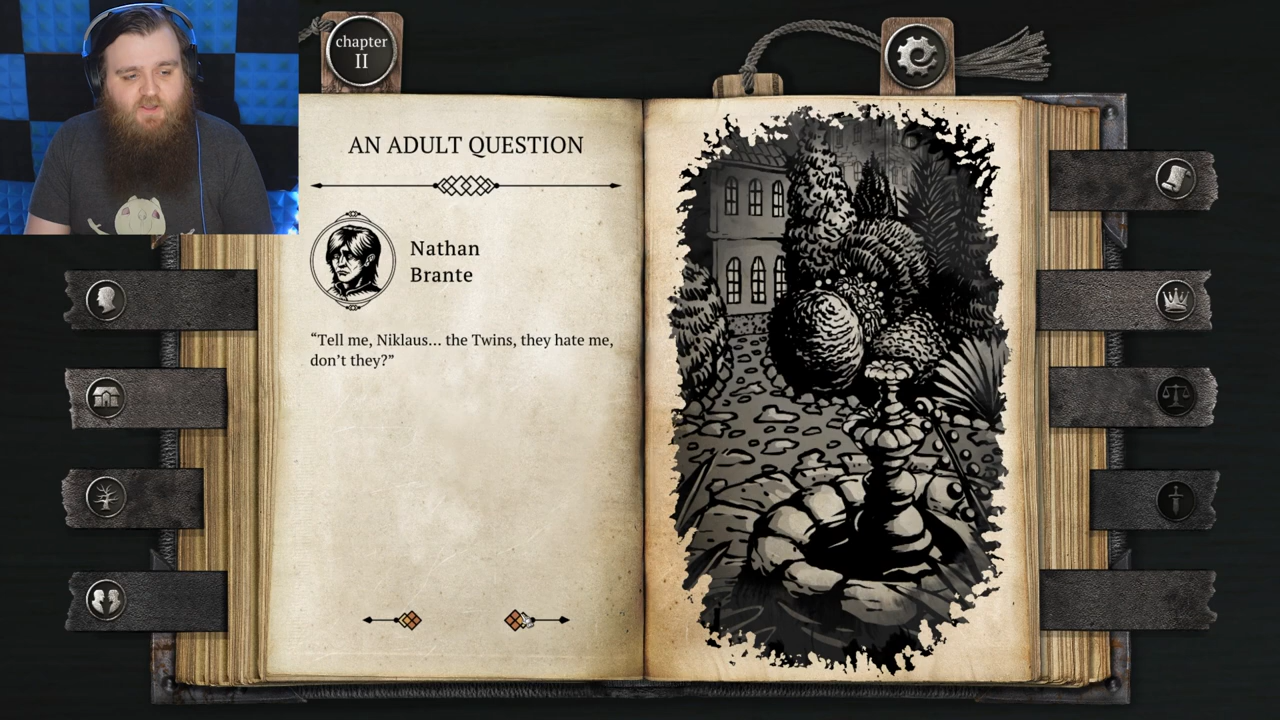 chapter
II
AN ADULT QUESTION
Nathan
Brante
“Tell me, Niklaus... the Twins, they hate me,
don’t they?”